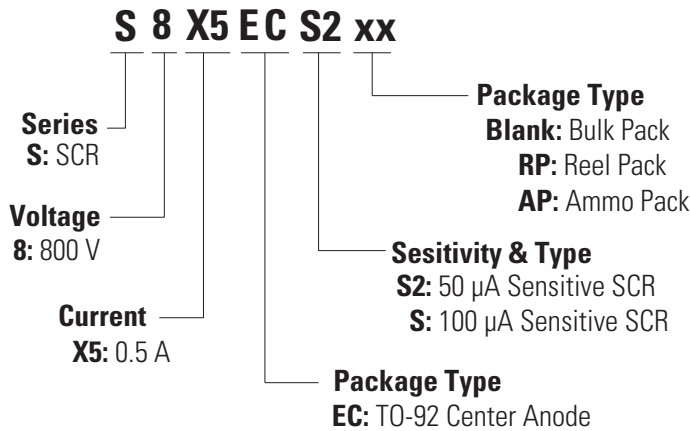 S 8 X5 EC S2 xx
Package Type
Blank: Bulk Pack
RP: Reel Pack
AP: Ammo Pack
Series
S: SCR
Voltage
8: 800 V
Sesitivity & Type
S2: 50 µA Sensitive SCR
S: 100 µA Sensitive SCR
Current
X5: 0.5 A
Package Type
EC: TO-92 Center Anode